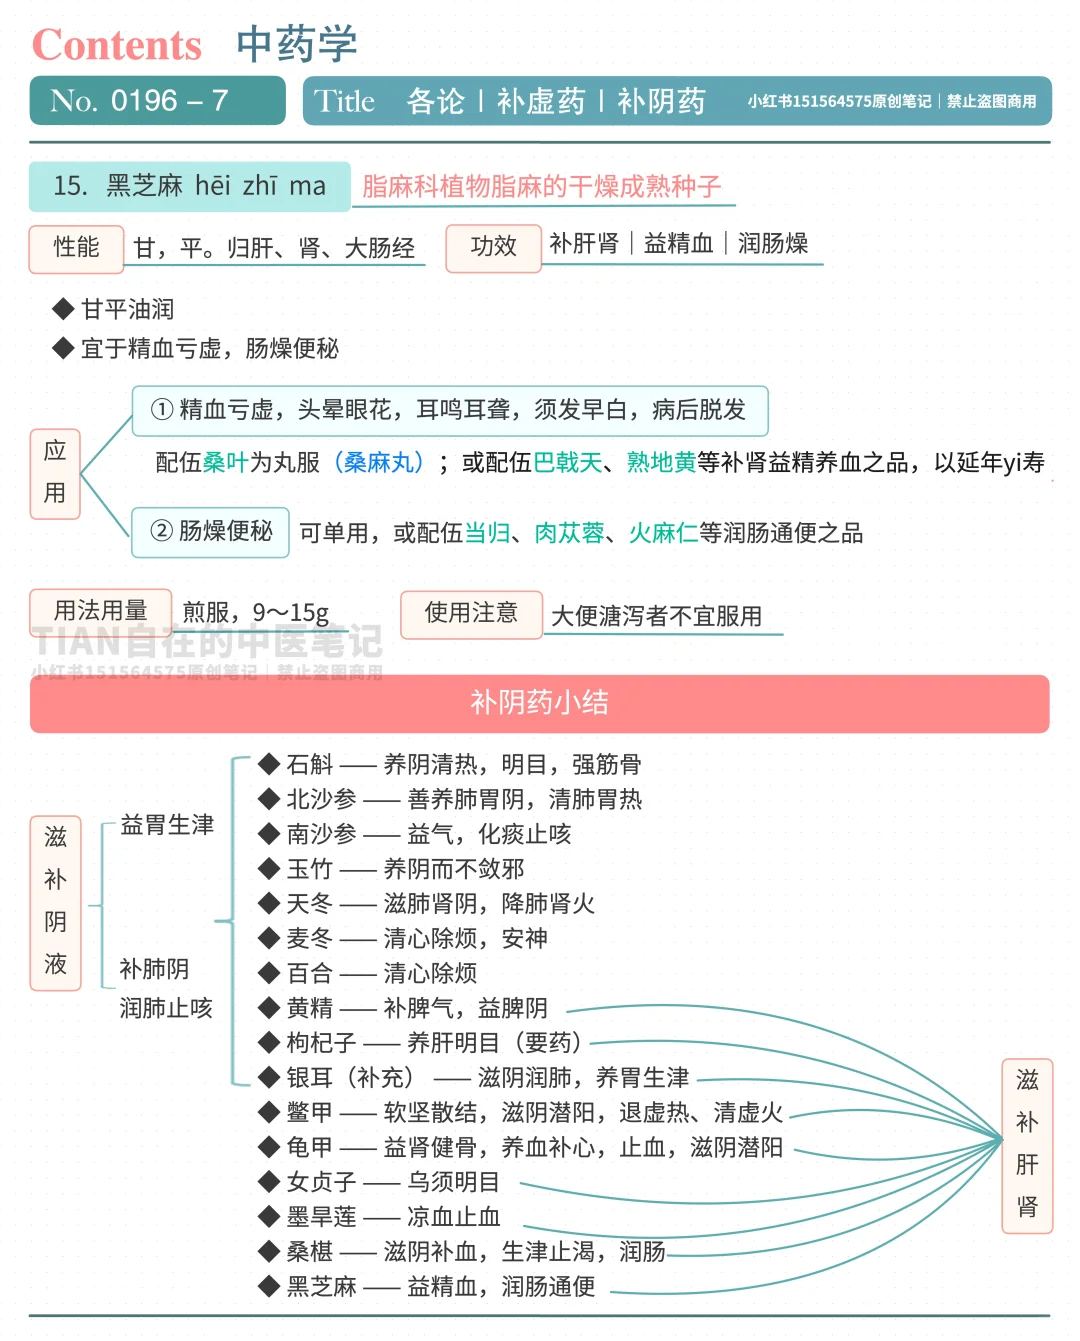 Contents 中药学
No. 0196 – 7
Title 各论 | 补虚药 | 补阴药 小红书151564575原创笔记｜禁止盗图商用
15. 黑芝麻 hēi zhī ma 脂麻科植物脂麻的干燥成熟种子
性能 甘，平。归肝、肾、大肠经
功效 补肝肾｜益精血｜润肠燥
◆ 甘平油润
◆ 宜于精血亏虚，肠燥便秘
应用
① 精血亏虚，头晕眼花，耳鸣耳聋，须发早白，病后脱发
配伍桑叶为丸服（桑麻丸）；或配伍巴戟天、熟地黄等补肾益精养血之品，以延年yi寿
② 肠燥便秘 可单用，或配伍当归、肉苁蓉、火麻仁等润肠通便之品
用法用量 煎服，9～15g
使用注意 大便溏泻者不宜服用
TIAN自在的中医笔记
小红书151564575原创笔记｜禁止盗图商用
补阴药小结
滋补阴液
益胃生津
补肺阴
润肺止咳
◆ 石斛 —— 养阴清热，明目，强筋骨
◆ 北沙参 —— 善养肺胃阴，清肺胃热
◆ 南沙参 —— 益气，化痰止咳
◆ 玉竹 —— 养阴而不敛邪
◆ 天冬 —— 滋肺肾阴，降肺肾火
◆ 麦冬 —— 清心除烦，安神
◆ 百合 —— 清心除烦
◆ 黄精 —— 补脾气，益脾阴
◆ 枸杞子 —— 养肝明目（要药）
◆ 银耳（补充） —— 滋阴润肺，养胃生津
◆ 鳖甲 —— 软坚散结，滋阴潜阳，退虚热、清虚火
◆ 龟甲 —— 益肾健骨，养血补心，止血，滋阴潜阳
◆ 女贞子 —— 乌须明目
◆ 墨旱莲 —— 凉血止血
◆ 桑椹 —— 滋阴补血，生津止渴，润肠
◆ 黑芝麻 —— 益精血，润肠通便
滋补肝肾